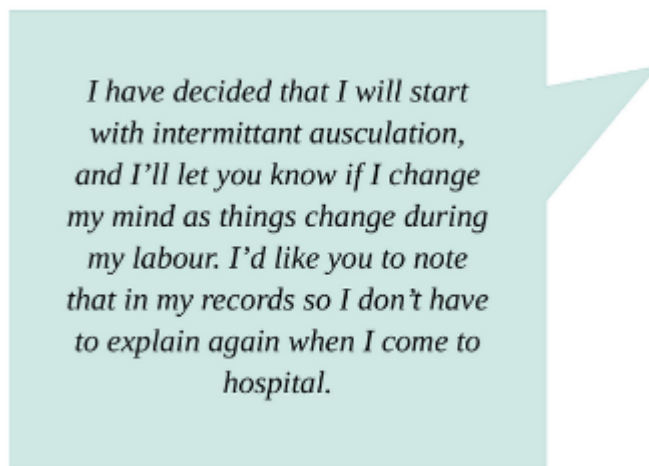 I have decided that I will start
with intermittant ausculation,
and I’ll let you know if I change
my mind as things change during
my labour. I’d like you to note
that in my records so I don’t have
to explain again when I come to
hospital.